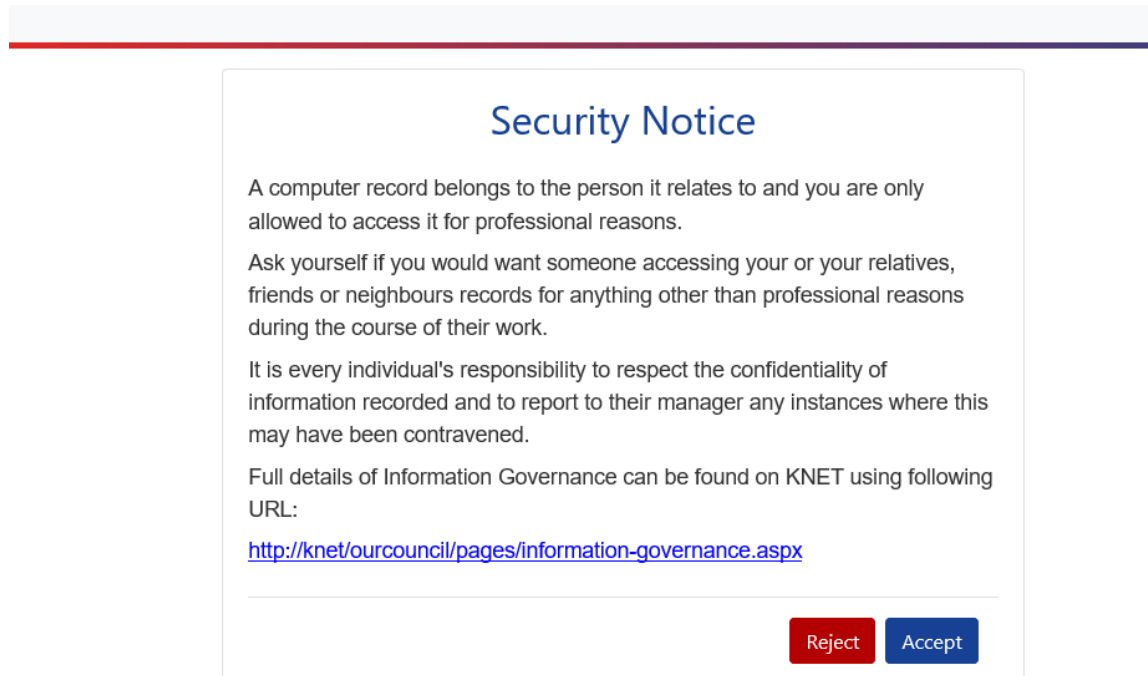 Security Notice
A computer record belongs to the person it relates to and you are only
allowed to access it for professional reasons.
Ask yourself if you would want someone accessing your or your relatives,
friends or neighbours records for anything other than professional reasons
during the course of their work.
It is every individual's responsibility to respect the confidentiality of
information recorded and to report to their manager any instances where this
may have been contravened.
Full details of Information Governance can be found on KNET using following
URL:
http://knet/ourcouncil/pages/information-governance.aspx
Reject Accept